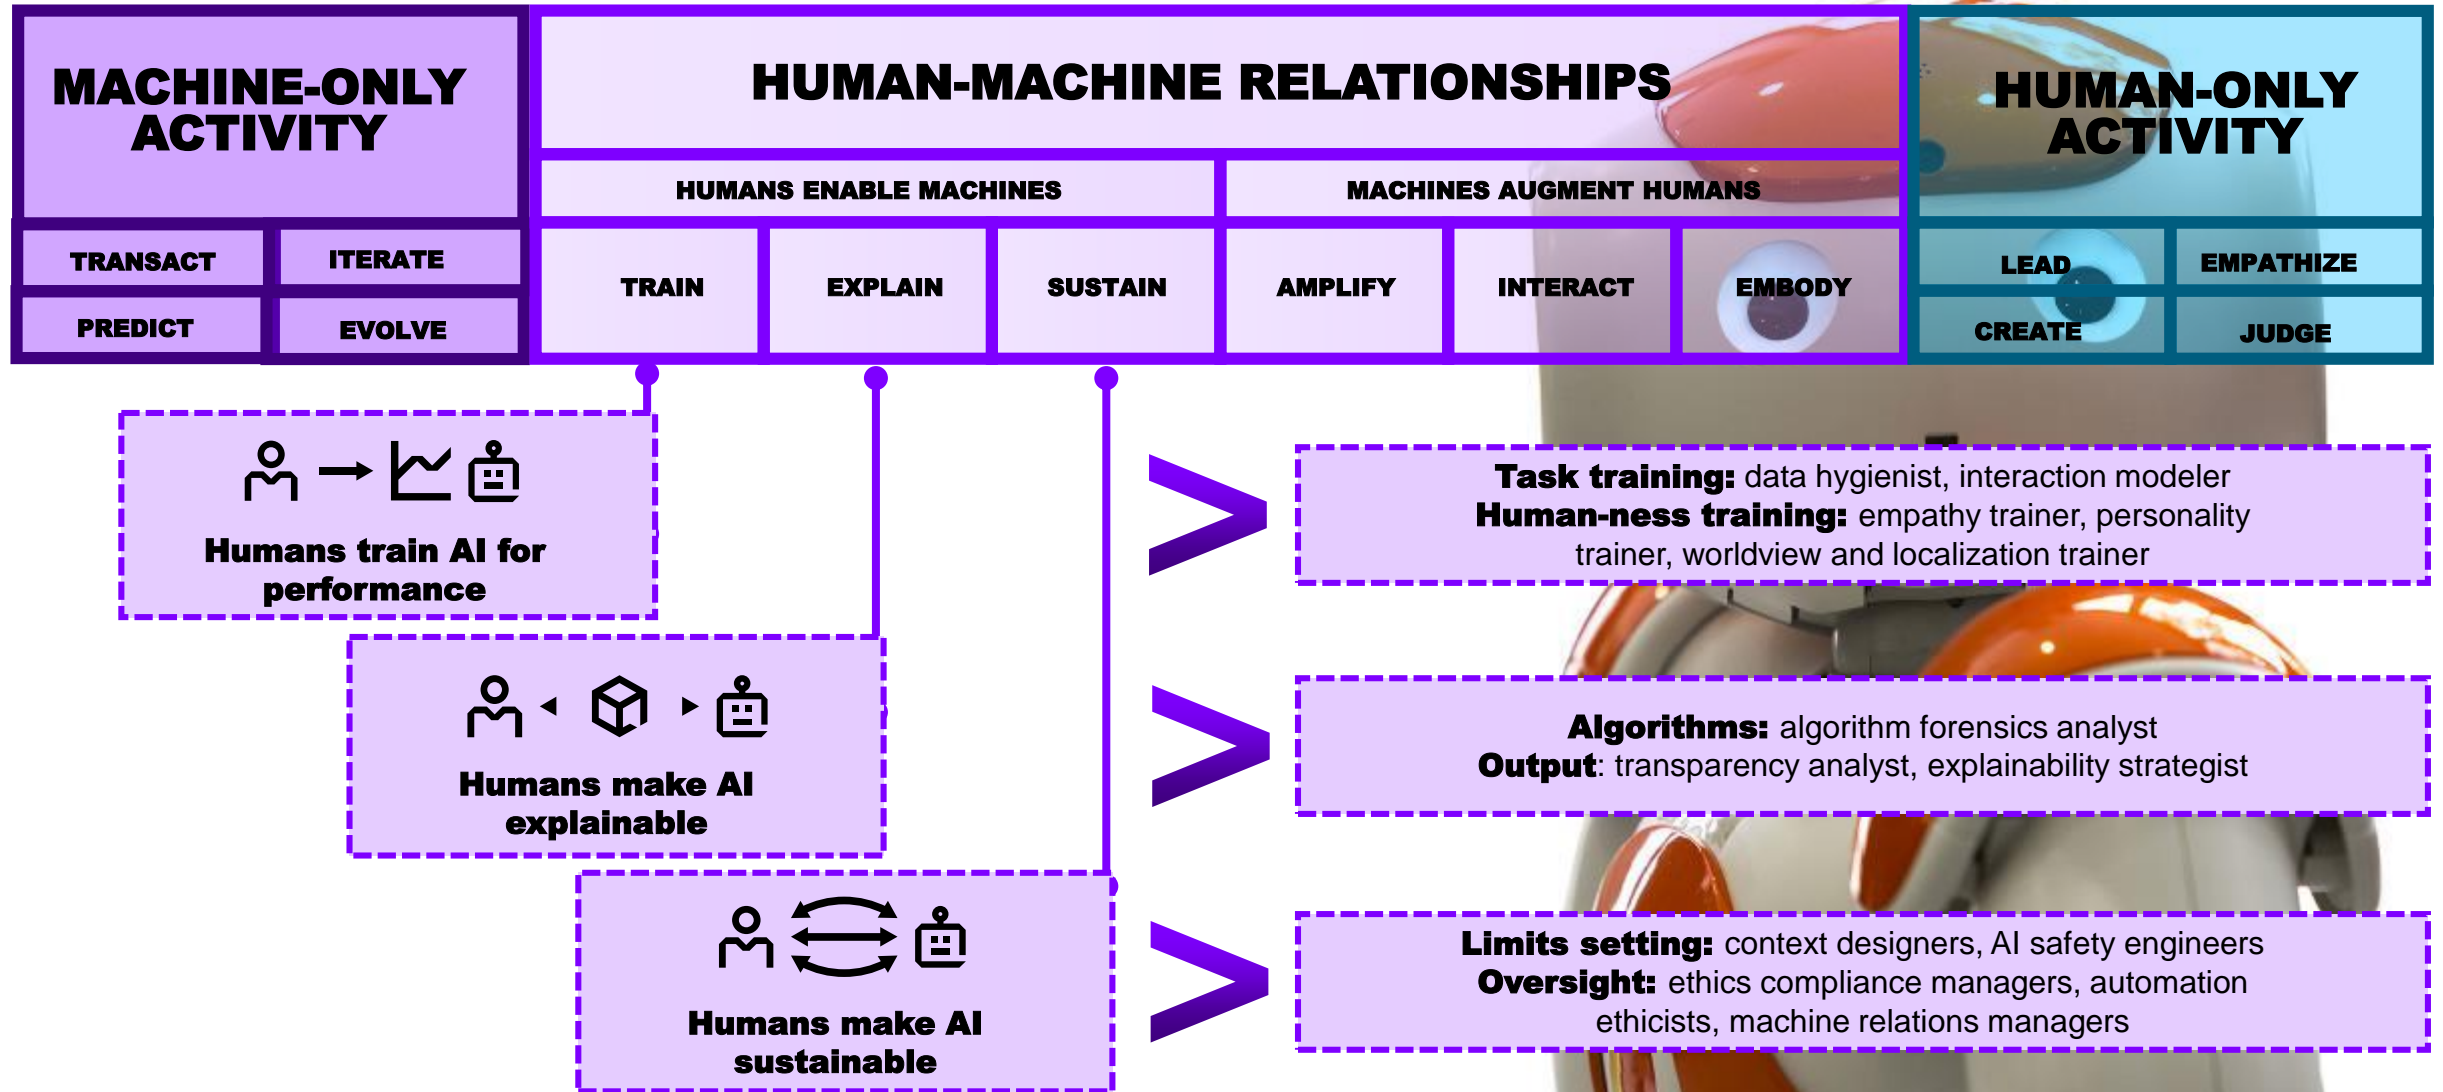 MACHINE-ONLY
ACTIVITY
HUMAN-MACHINE RELATIONSHIPS
HUMAN-ONLY
ACTIVITY
HUMANS ENABLE MACHINES
MACHINES AUGMENT HUMANS
TRANSACT
ITERATE
PREDICT
EVOLVE
TRAIN
EXPLAIN
SUSTAIN
AMPLIFY
INTERACT
EMBODY
LEAD
EMPATHIZE
CREATE
JUDGE
Humans train AI for
performance
Task training: data hygienist, interaction modeler
Human-ness training: empathy trainer, personality
trainer, worldview and localization trainer
Humans make AI
explainable
Algorithms: algorithm forensics analyst
Output: transparency analyst, explainability strategist
Humans make AI
sustainable
Limits setting: context designers, AI safety engineers
Oversight: ethics compliance managers, automation
ethicists, machine relations managers